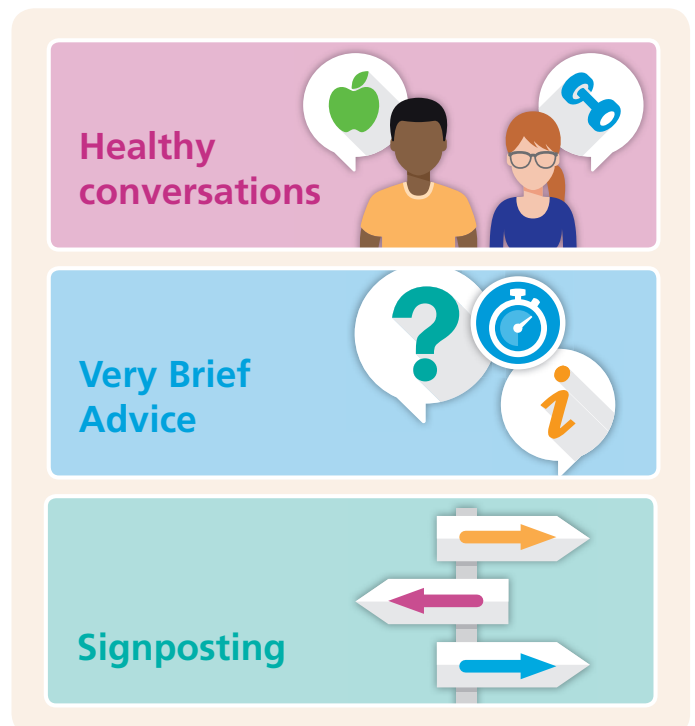 Healthy
conversations
?
Very Brief
Advice
i
Signposting